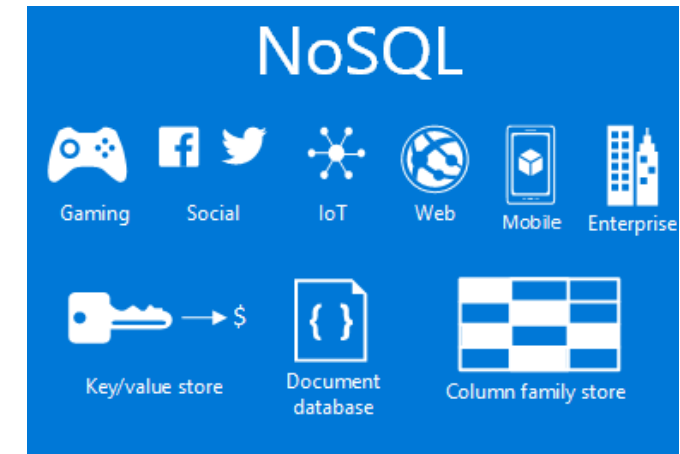 NoSQL
Gaming
Social
IoT
Web
Mobile
Enterprise
$
{ }
Key/value store
Document
database
Column family store